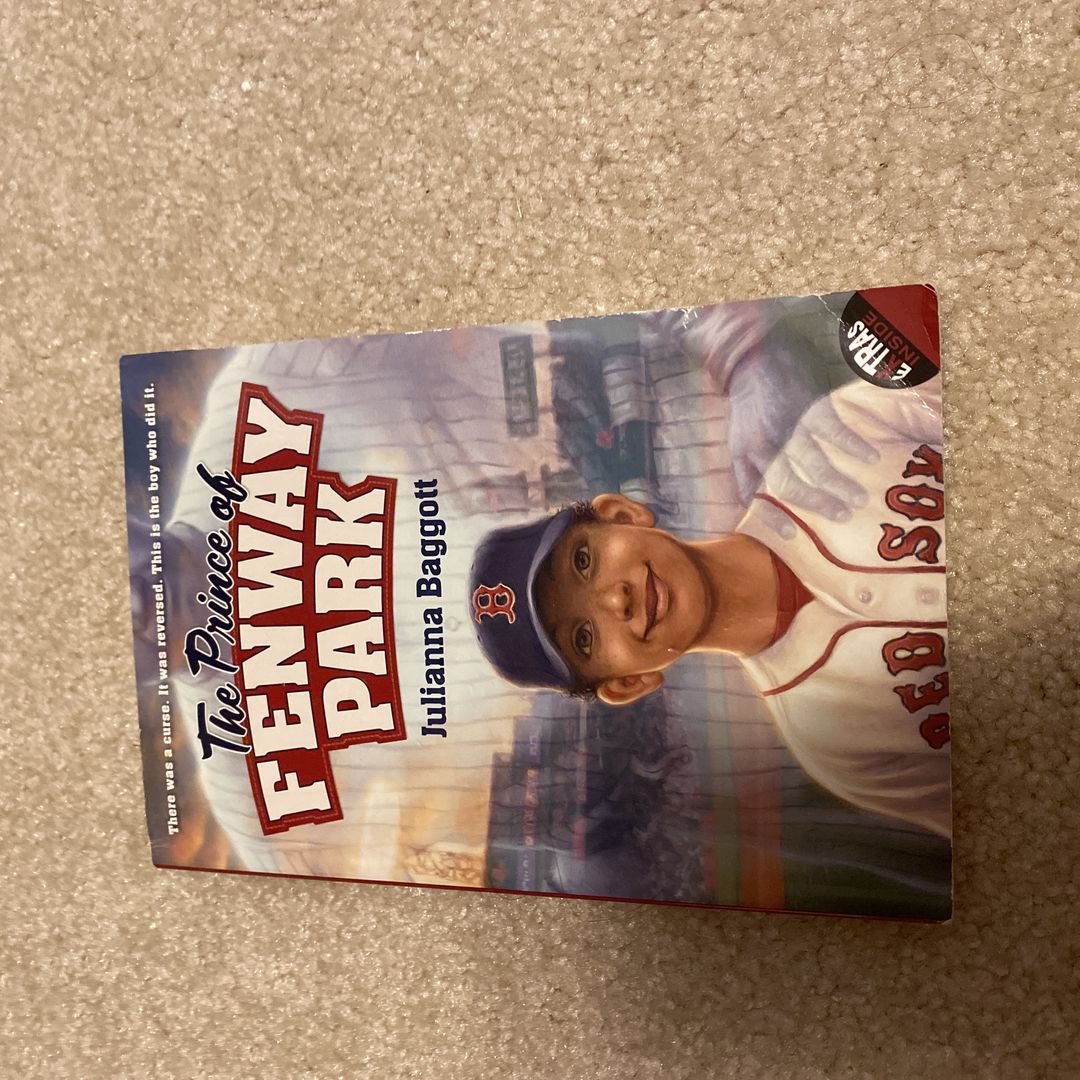 There was a curse. It was reversed. This is the boy who did it.
The Prince of
FENWAY
PARK
Julianna Baggott
B
RED SOX
EXTRAS
INSIDE